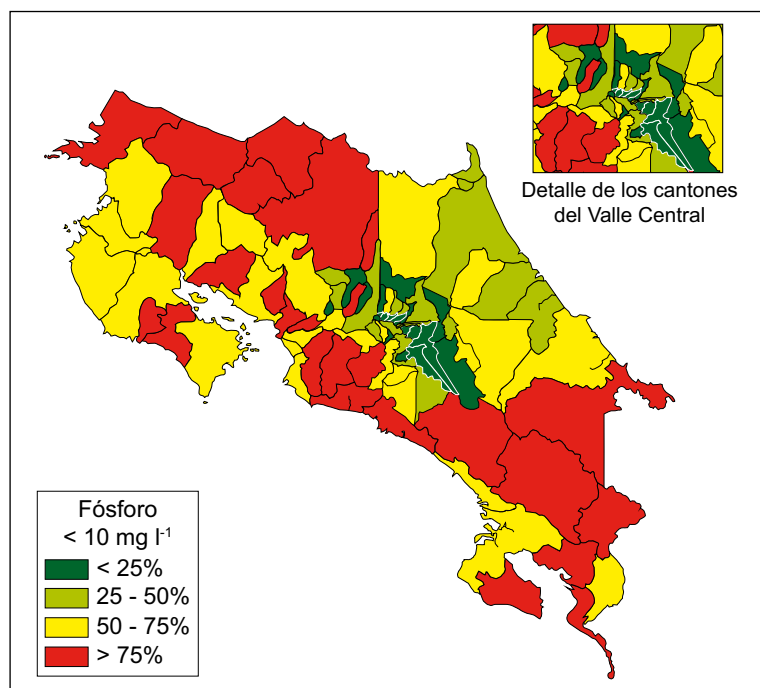 Detalle de los cantones
del Valle Central
Fósforo
< 10 mg l-1
< 25%
25 - 50%
50 - 75%
> 75%